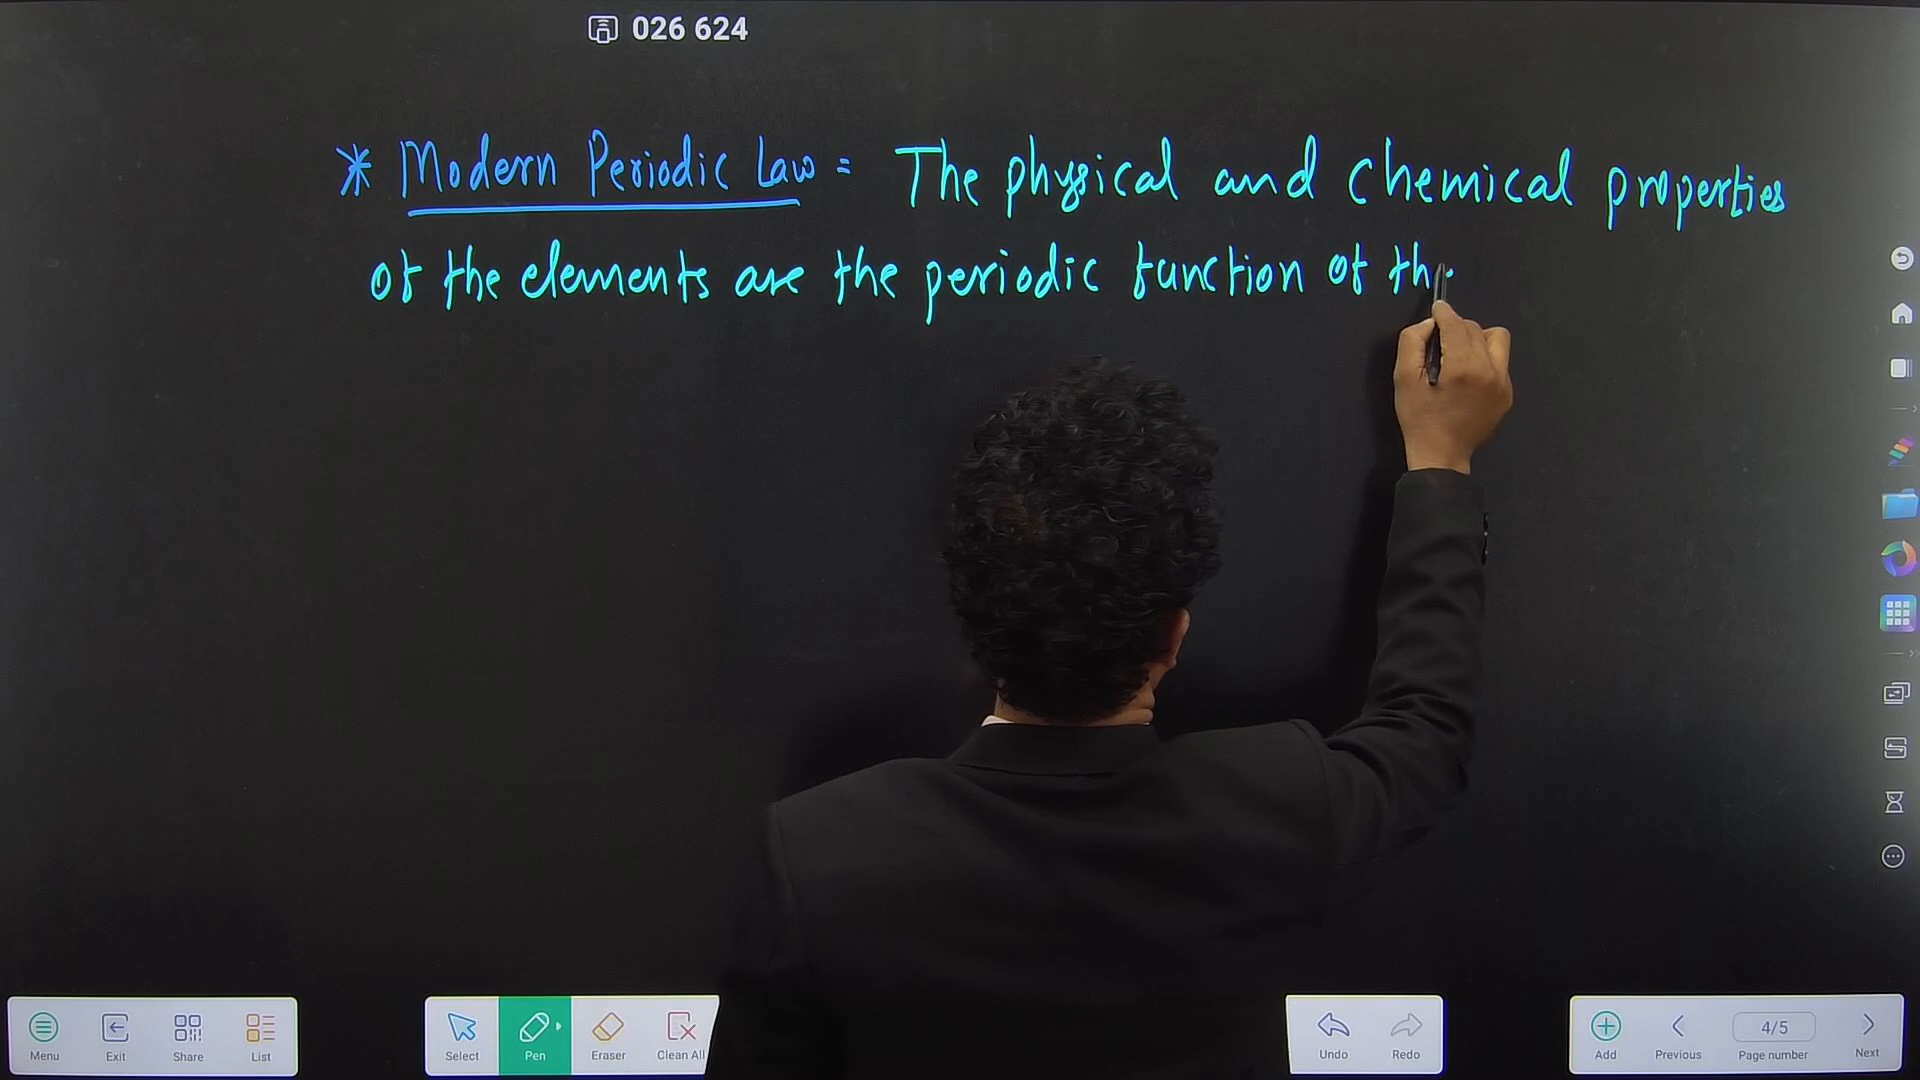 026 624
* Modern Periodic Law = The physical and chemical properties
of the elements are the periodic function of
Menu Exit Share List Select Pen Eraser Clean All Undo Redo Add Previous 4/5 Page number Next